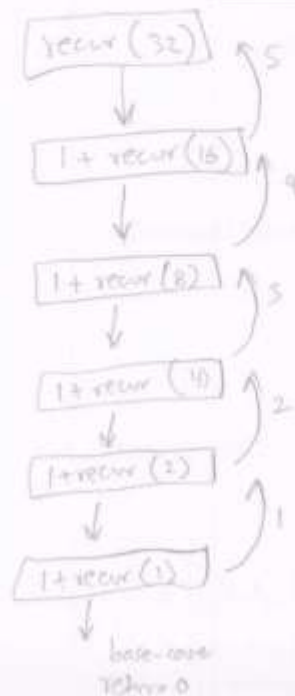 recur (32)
5
1 + recur (16)
4
1 + recur (8)
3
1 + recur (4)
2
1 + recur (2)
1
1 + recur (1)
base-case
return 0